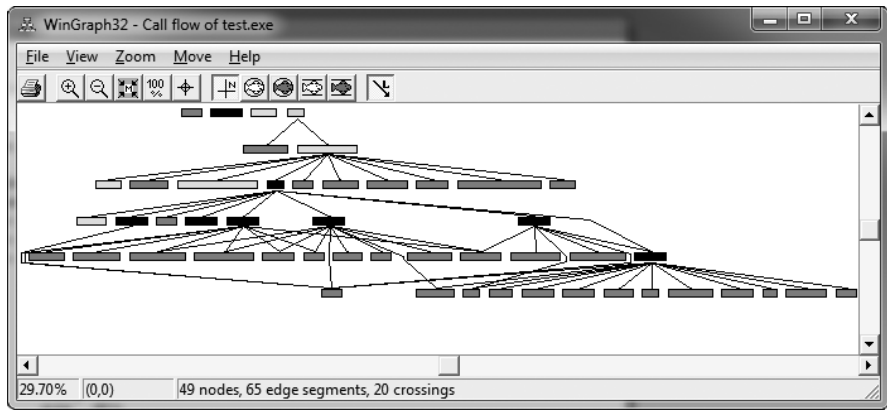 WinGraph32 - Call flow of test.exe
File View Zoom Move Help
100
%
N
29.70% (0,0) 49 nodes, 65 edge segments, 20 crossings